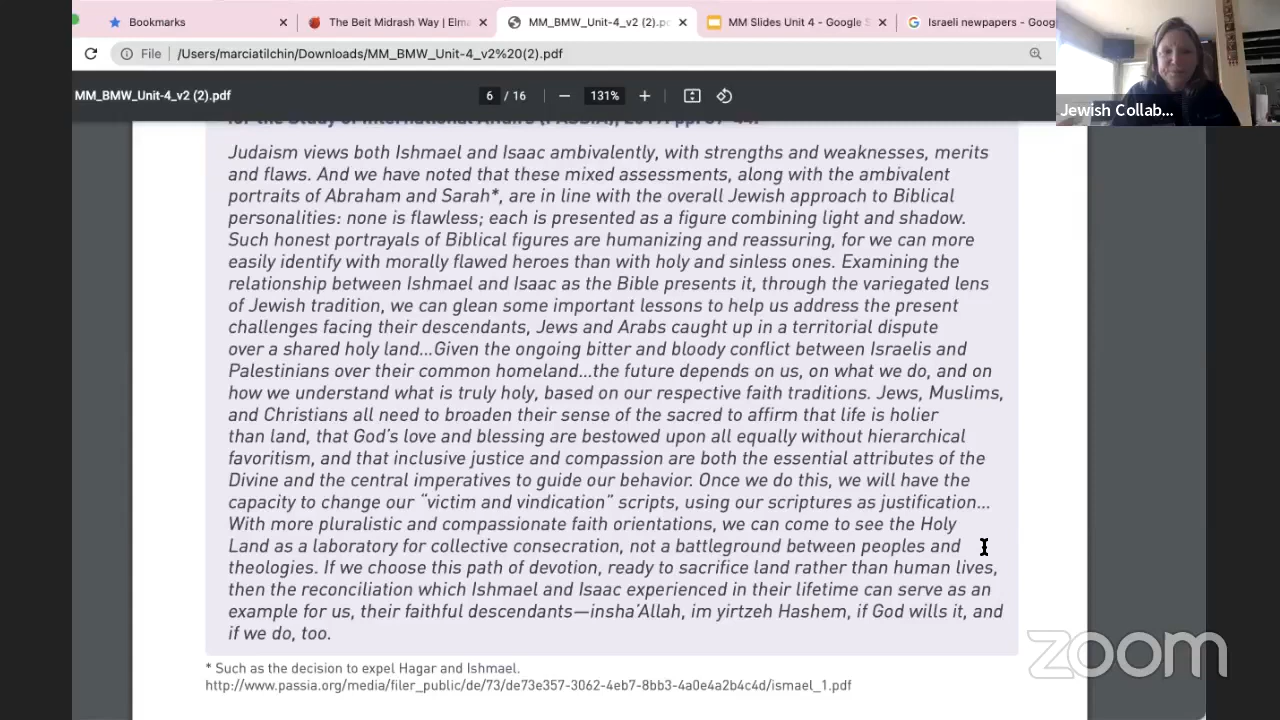 Bookmarks
The Beit Midrash Way | Elma
MM_BMW_Unit-4_v2 (2).pd
MM Slides Unit 4 - Google S
Israeli newspapers - Goog
File | /Users/marciatilchin/Downloads/MM_BMW_Unit-4_v2%20(2).pdf
Jewish Collab...
MM_BMW_Unit-4_v2 (2).pdf
6 / 16
131%
Judaism views both Ishmael and Isaac ambivalently, with strengths and weaknesses, merits
and flaws. And we have noted that these mixed assessments, along with the ambivalent
portraits of Abraham and Sarah*, are in line with the overall Jewish approach to Biblical
personalities: none is flawless; each is presented as a figure combining light and shadow.
Such honest portrayals of Biblical figures are humanizing and reassuring, for we can more
easily identify with morally flawed heroes than with holy and sinless ones. Examining the
relationship between Ishmael and Isaac as the Bible presents it, through the variegated lens
of Jewish tradition, we can glean some important lessons to help us address the present
challenges facing their descendants, Jews and Arabs caught up in a territorial dispute
over a shared holy land...Given the ongoing bitter and bloody conflict between Israelis and
Palestinians over their common homeland...the future depends on us, on what we do, and on
how we understand what is truly holy, based on our respective faith traditions. Jews, Muslims,
and Christians all need to broaden their sense of the sacred to affirm that life is holier
than land, that God's love and blessing are bestowed upon all equally without hierarchical
favoritism, and that inclusive justice and compassion are both the essential attributes of the
Divine and the central imperatives to guide our behavior. Once we do this, we will have the
capacity to change our “victim and vindication” scripts, using our scriptures as justification...
With more pluralistic and compassionate faith orientations, we can come to see the Holy
Land as a laboratory for collective consecration, not a battleground between peoples and
theologies. If we choose this path of devotion, ready to sacrifice land rather than human lives,
then the reconciliation which Ishmael and Isaac experienced in their lifetime can serve as an
example for us, their faithful descendants—insha'Allah, im yirtzeh Hashem, if God wills it, and
if we do, too.
* Such as the decision to expel Hagar and Ishmael.
http://www.passia.org/media/filer_public/de/73/de73e357-3062-4eb7-8bb3-4a0e4a2b4c4d/ismael_1.pdf
zoom